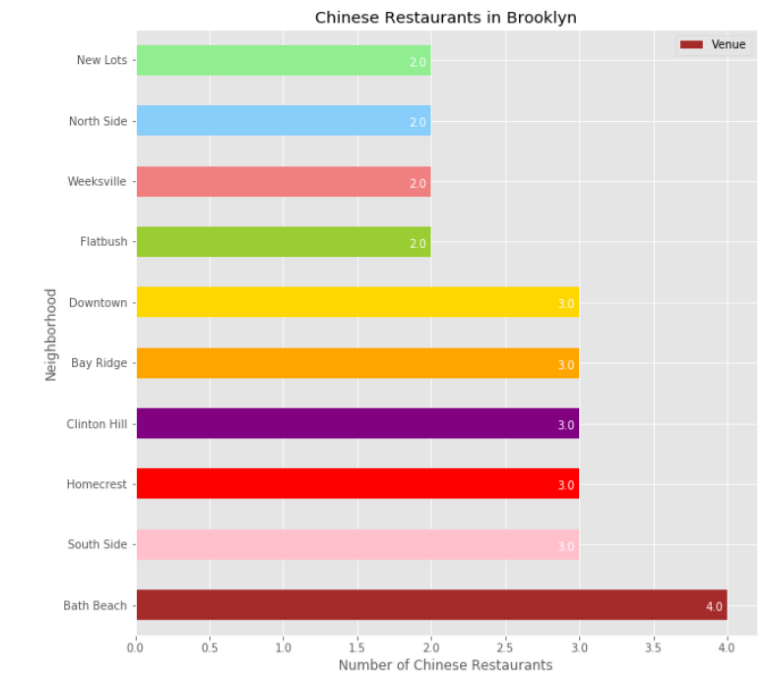 Chinese Restaurants in Brooklyn
Venue
New Lots
2.0
North Side
2.0
Weeksville
2.0
Flatbush
2.0
Downtown
3.0
Bay Ridge
3.0
Clinton Hill
3.0
Homecrest
3.0
South Side
3.0
Bath Beach
4.0
Neighborhood
0.0 0.5 1.0 1.5 2.0 2.5 3.0 3.5 4.0
Number of Chinese Restaurants